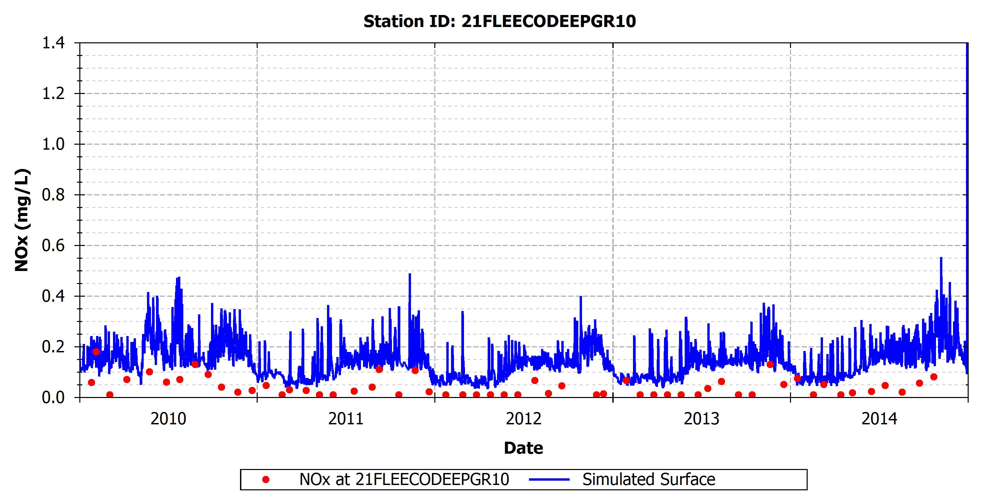 Station ID: 21FLEECODEEPGR10
1.4
1.2
1.0
0.8
0.6
0.4
0.2
0.0
NOx (mg/L)
2010 2011 2012 2013 2014
Date
NOx at 21FLEECODEEPGR10 Simulated Surface